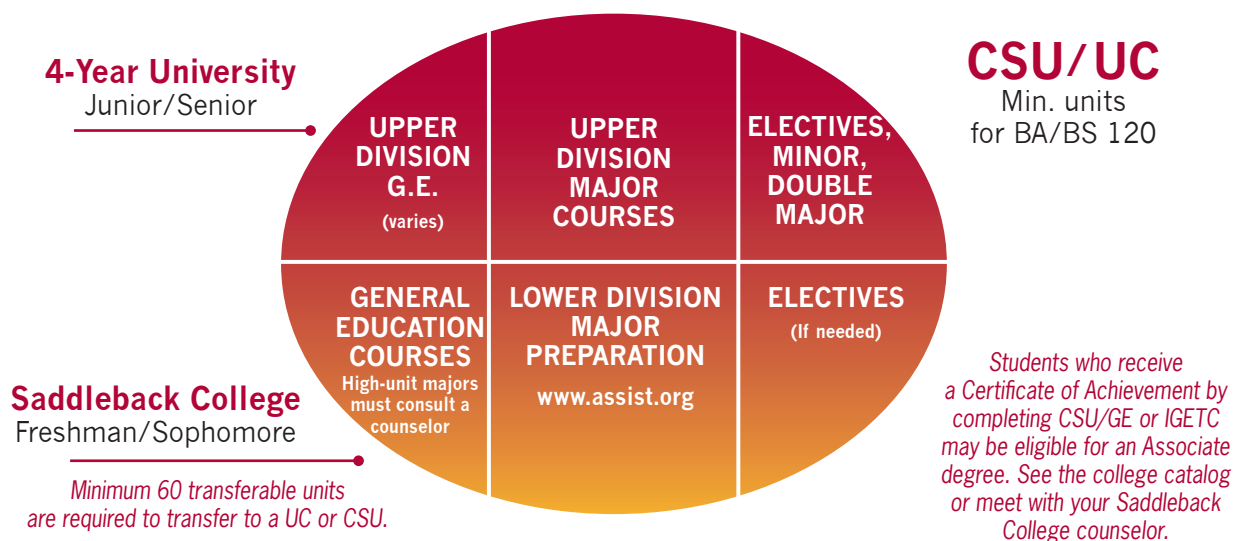 4-Year University
Junior/Senior
UPPER
DIVISION
G.E.
(varies)
UPPER
DIVISION
MAJOR
COURSES
ELECTIVES,
MINOR,
DOUBLE
MAJOR
CSU/UC
Min. units
for BA/BS 120
GENERAL
EDUCATION
COURSES
High-unit majors
must consult a
counselor
LOWER DIVISION
MAJOR
PREPARATION
www.assist.org
ELECTIVES
(If needed)
Saddleback College
Freshman/Sophomore
Minimum 60 transferable units
are required to transfer to a UC or CSU.
Students who receive
a Certificate of Achievement by
completing CSU/GE or IGETC
may be eligible for an Associate
degree. See the college catalog
or meet with your Saddleback
College counselor.